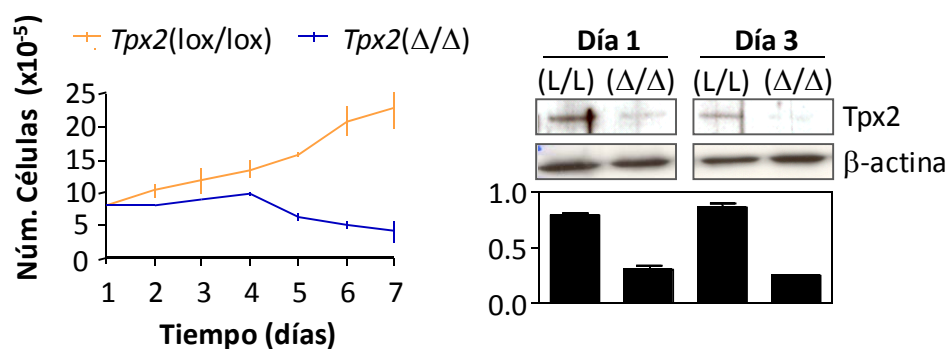 Tpx2(lox/lox) Tpx2(Δ/Δ)
Núm. Células (x10-5)
25
20
15
10
5
0
1 2 3 4 5 6 7
Tiempo (días)
Día 1 Día 3
(L/L) (Δ/Δ) (L/L) (Δ/Δ)
Tpx2
β-actina
1.0
0.5
0.0